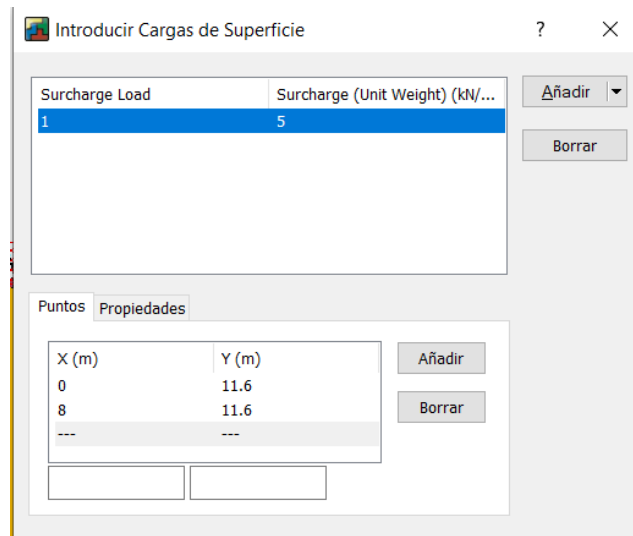 Introducir Cargas de Superficie ? ×
Surcharge Load Surcharge (Unit Weight) (kN/...
1 5
Añadir
Borrar
Puntos Propiedades
X (m) Y (m)
0 11.6
8 11.6
--- ---
Añadir
Borrar